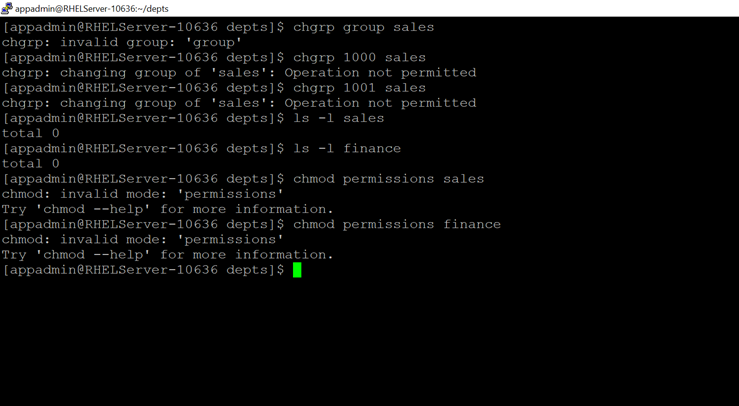 appadmin@RHELServer-10636:~/depts
[appadmin@RHELServer-10636 depts]$ chgrp group sales
chgrp: invalid group: 'group'
[appadmin@RHELServer-10636 depts]$ chgrp 1000 sales
chgrp: changing group of 'sales': Operation not permitted
[appadmin@RHELServer-10636 depts]$ chgrp 1001 sales
chgrp: changing group of 'sales': Operation not permitted
[appadmin@RHELServer-10636 depts]$ ls -l sales
total 0
[appadmin@RHELServer-10636 depts]$ ls -l finance
total 0
[appadmin@RHELServer-10636 depts]$ chmod permissions sales
chmod: invalid mode: 'permissions'
Try 'chmod --help' for more information.
[appadmin@RHELServer-10636 depts]$ chmod permissions finance
chmod: invalid mode: 'permissions'
Try 'chmod --help' for more information.
[appadmin@RHELServer-10636 depts]$